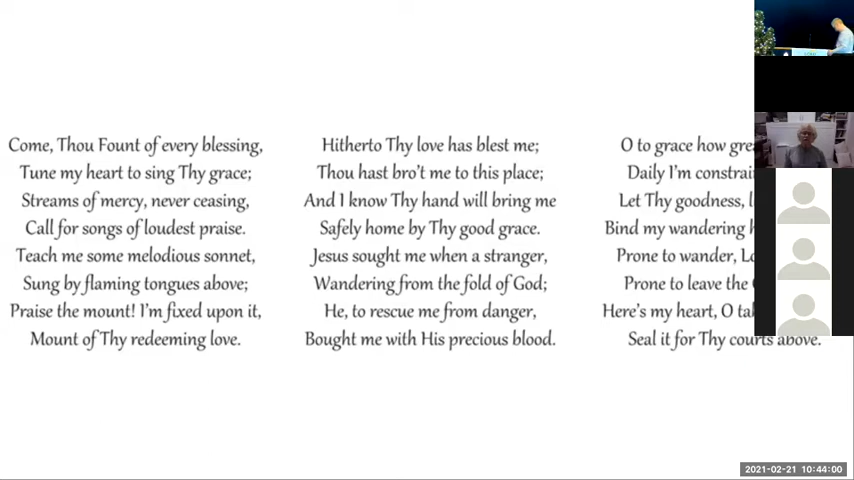 Come, Thou Fount of every blessing,
Tune my heart to sing Thy grace;
Streams of mercy, never ceasing,
Call for songs of loudest praise.
Teach me some melodious sonnet,
Sung by flaming tongues above;
Praise the mount! I'm fixed upon it,
Mount of Thy redeeming love.
Hitherto Thy love has blest me;
Thou hast bro't me to this place;
And I know Thy hand will bring me
Safely home by Thy good grace.
Jesus sought me when a stranger,
Wandering from the fold of God;
He, to rescue me from danger,
Bought me with His precious blood.
O to grace how
Daily I'm
Let Thy goodness,
Bind my wandering
Prone to wander,
Prone to leave the
Here's my heart, O
Seal it for Thy courts above.
2021-02-21 10:44:00